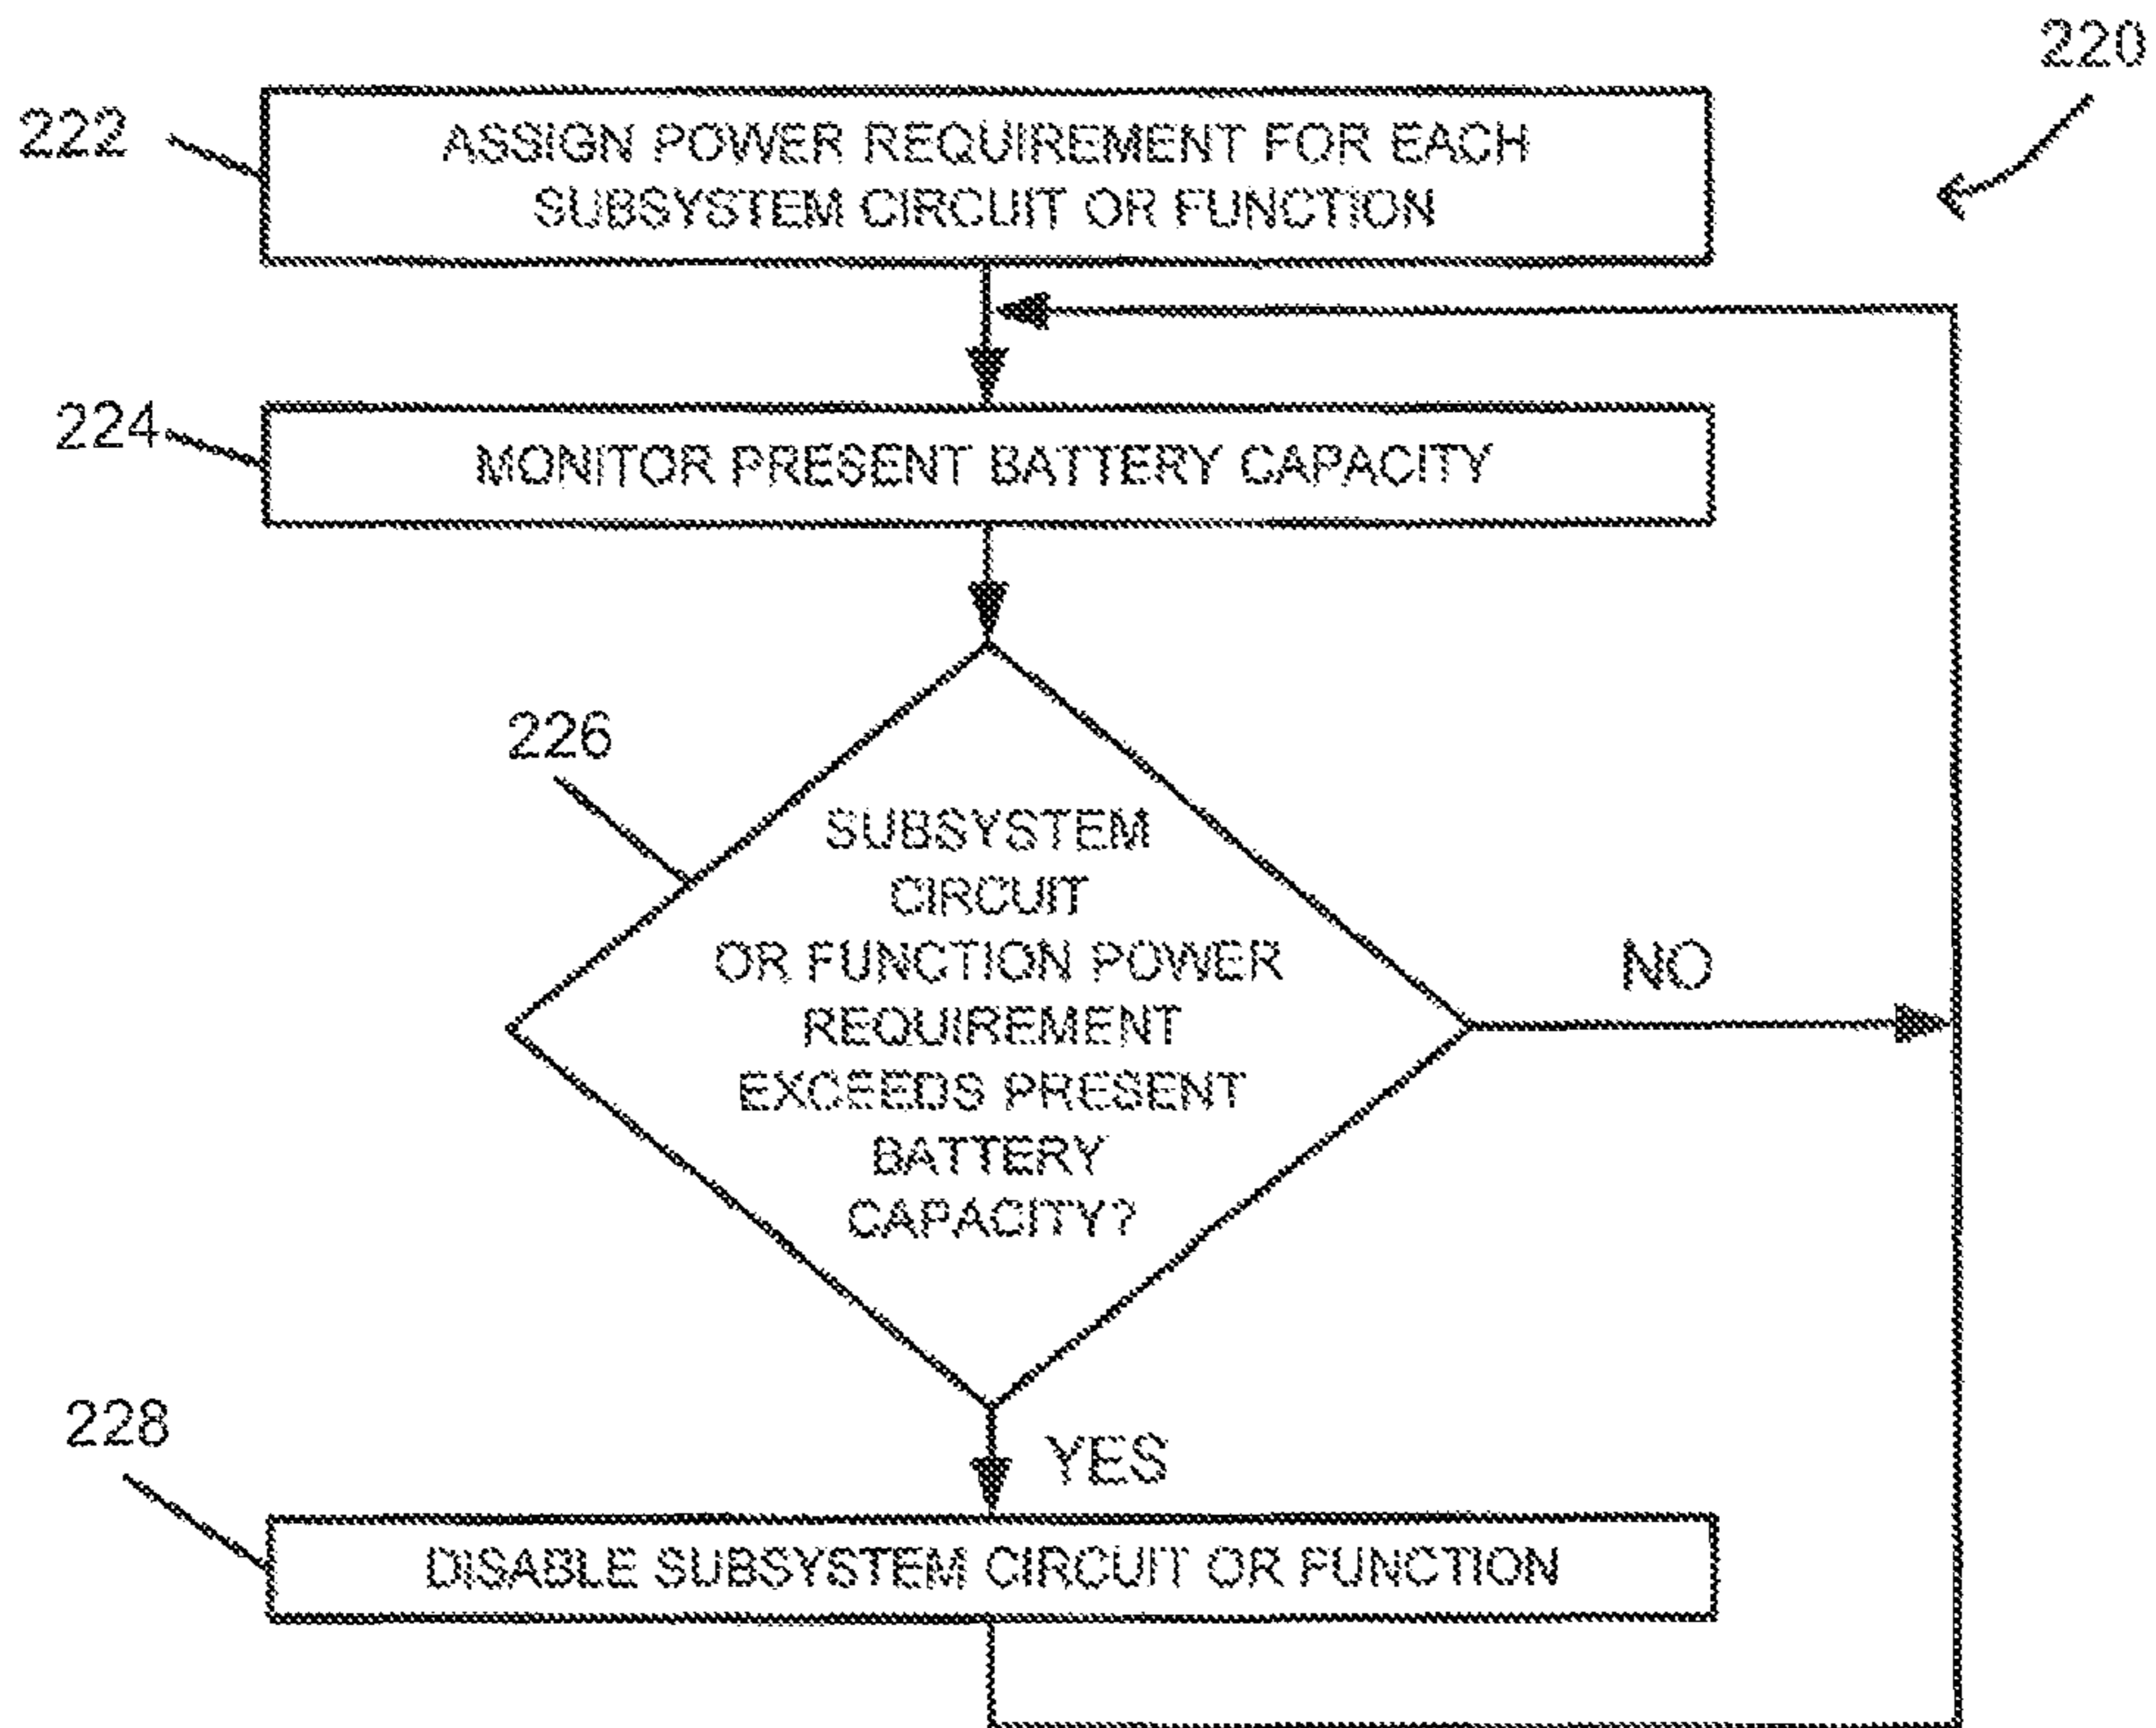 220
222
ASSIGN POWER REQUIREMENT FOR EACH
SUBSYSTEM CIRCUIT OR FUNCTION
224
MONITOR PRESENT BATTERY CAPACITY
226
SUBSYSTEM
CIRCUIT
OR FUNCTION POWER
REQUIREMENT
EXCEEDS PRESENT
BATTERY
CAPACITY?
NO
YES
228
DISABLE SUBSYSTEM CIRCUIT OR FUNCTION